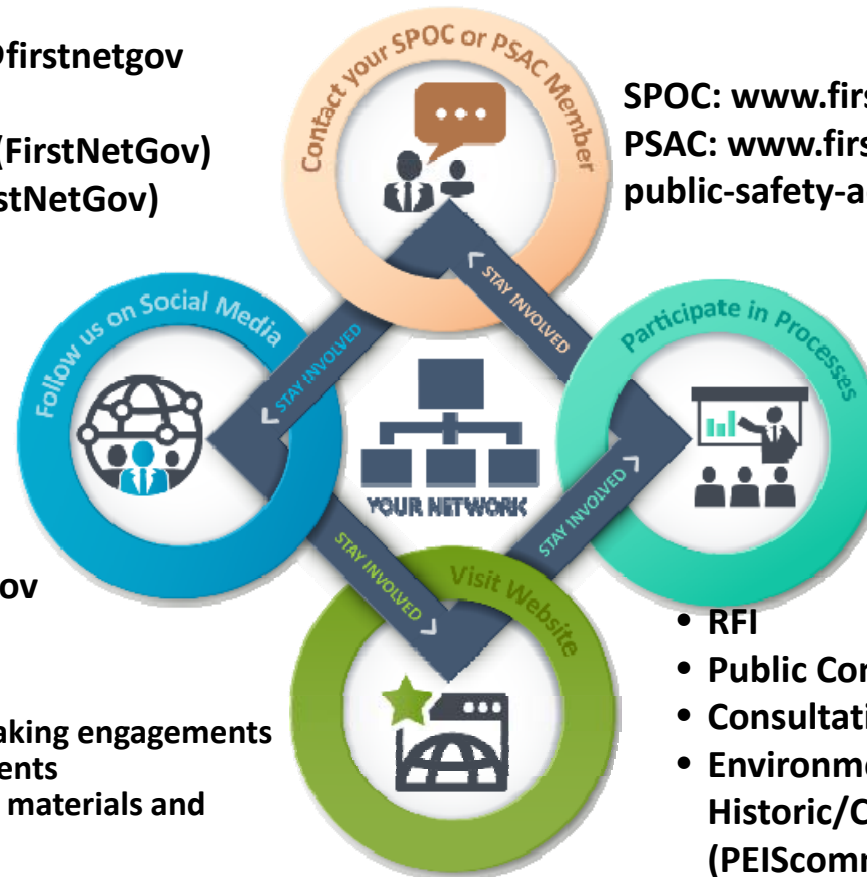 firstnetgov
(FirstNetGov)
stNetGov)
Contact your SPOC or PSAC Member
SPOC: www.firs
PSAC: www.firs
public-safety-a
Follow us on Social Media
STAY INVOLVED
STAY INVOLVED
Participate in Processes
YOUR NETWORK
STAY INVOLVED
STAY INVOLVED
Visit Website
ov
aking engagements
ents
materials and
• RFI
• Public Co
• Consultati
• Environme
Historic/C
(PEIScomm